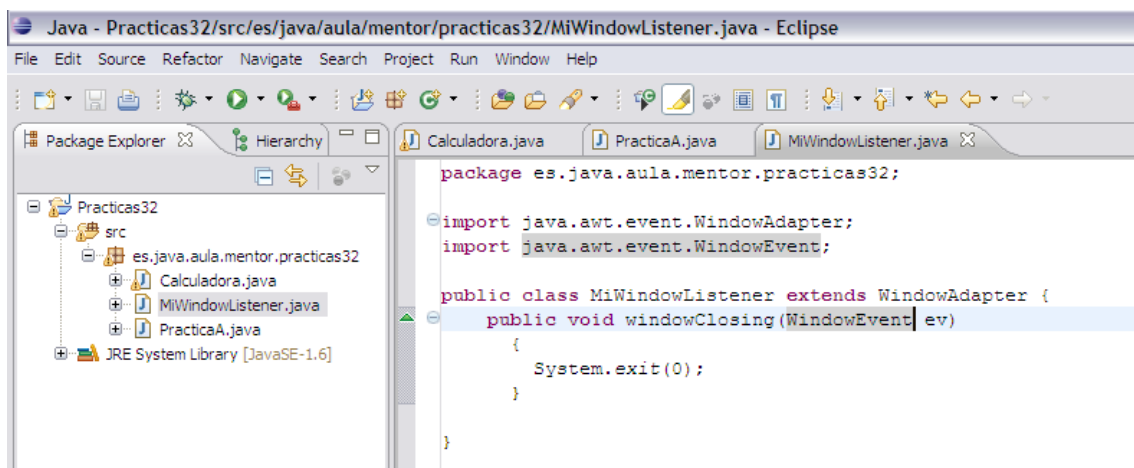 Java - Practicas32/src/es/java/aula/mentor/practicas32/MiWindowListener.java - Eclipse
File Edit Source Refactor Navigate Search Project Run Window Help
Package Explorer Hierarchy
Calculadora.java PracticaA.java MiWindowListener.java
Practicas32
src
es.java.aula.mentor.practicas32
Calculadora.java
MiWindowListener.java
PracticaA.java
JRE System Library [JavaSE-1.6]
package es.java.aula.mentor.practicas32;
import java.awt.event.WindowAdapter;
import java.awt.event.WindowEvent;
public class MiWindowListener extends WindowAdapter {
public void windowClosing(WindowEvent ev)
{
System.exit(0);
}
}